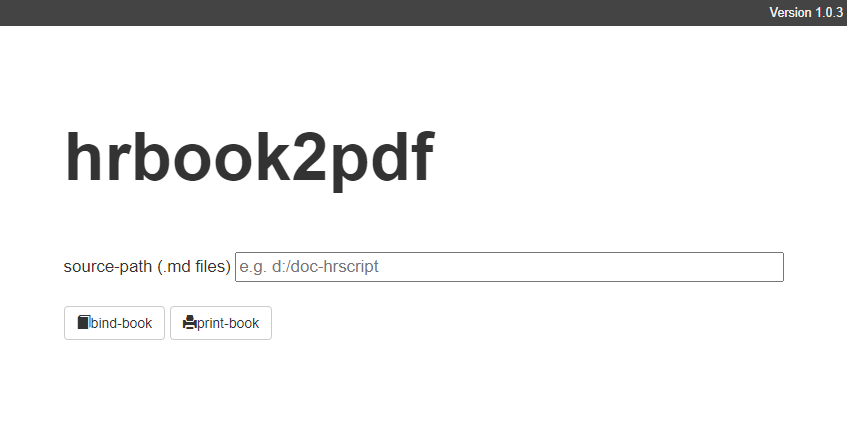 Version 1.0.3
hrbook2pdf
source-path (.md files) e.g. d:/doc-hrscript
bind-book print-book